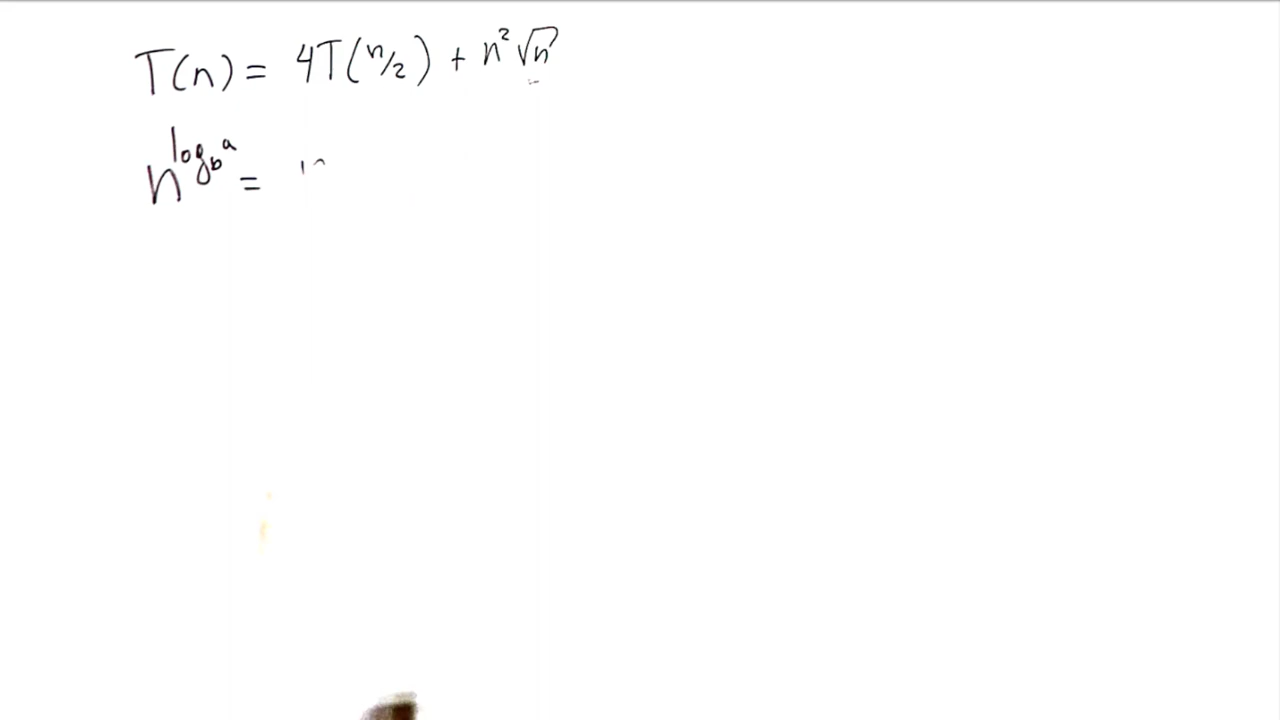 T(n) = 4T(n/2) + n²√n
n^log_b a =